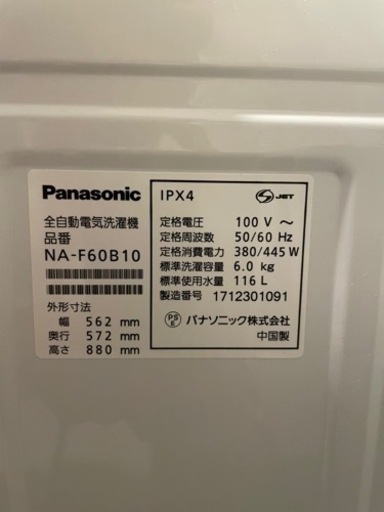 Panasonic
全自動電気洗濯機
品番
NA-F60B10
外形寸法
幅 562 mm
奥行 572 mm
高さ 880 mm
IPX4
S JET
定格電圧 100 V ～
定格周波数 50/60 Hz
定格消費電力 380/445 W
標準洗濯容量 6.0 kg
標準使用水量 116 L
製造番号 1712301091
PS E パナソニック株式会社
中国製